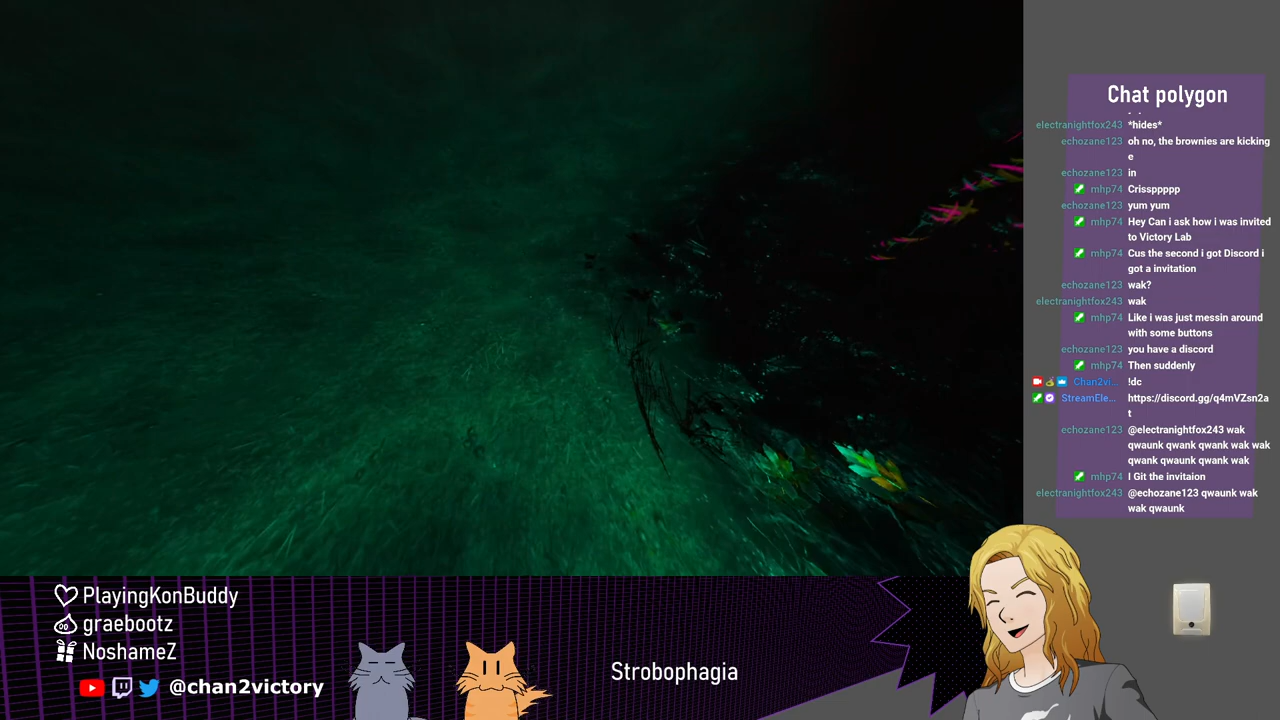 Chat polygon
electranightfox243 *hides*
echozane123 oh no, the brownies are kicking
e
echozane123 in
mhp74 Crissppppp
echozane123 yum yum
mhp74 Hey Can i ask how i was invited
to Victory Lab
mhp74 Cus the second i got Discord i
got a invitation
echozane123 wak?
electranightfox243 wak
mhp74 Like i was just messin around
with some buttons
echozane123 you have a discord
mhp74 Then suddenly
Chan2vi... !dc
StreamEle... https://discord.gg/q4mVZsn2a
t
echozane123 @electranightfox243 wak
qwaunk qwank qwank wak wak
qwank qwaunk qwank wak
mhp74 I Git the invitaion
electranightfox243 @echozane123 qwaunk wak
wak qwaunk
PlayingKonBuddy
graebootz
NoshameZ
@chan2victory
Strobophagia